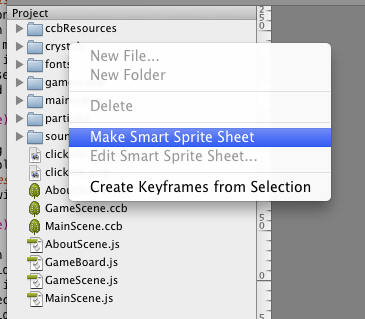 Project
ccbResources
crysta
New File...
fonts
New Folder
gam
main
Delete
parti
Make Smart Sprite Sheet
soun
click
Edit Smart Sprite Sheet...
click
Abou
Create Keyframes from Selection
GameScene.ccb
MainScene.ccb
AboutScene.js
GameBoard.js
GameScene.js
MainScene.js